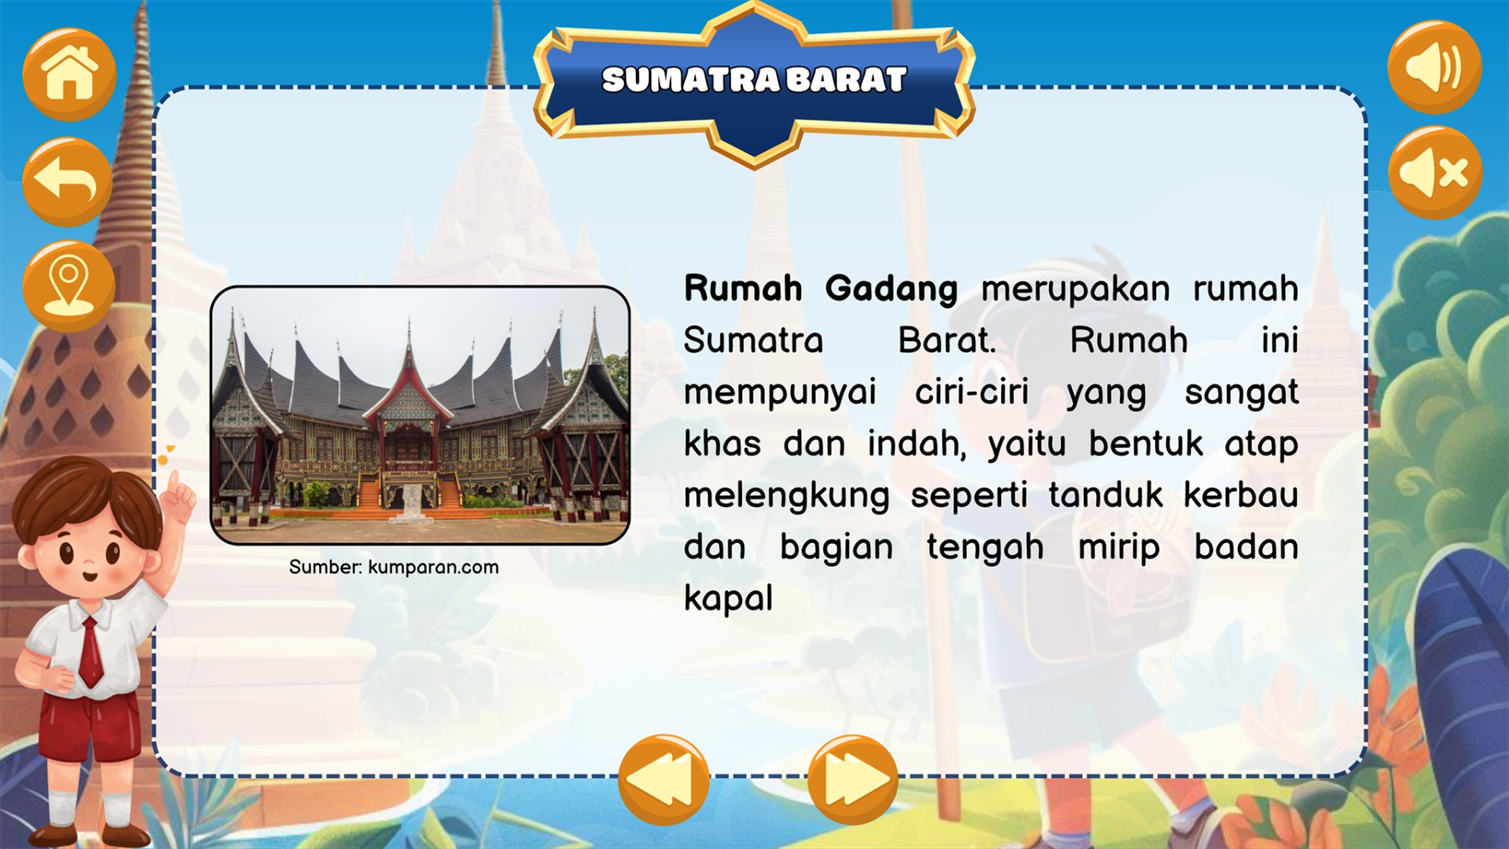 SUMATRA BARAT
Rumah Gadang merupakan rumah
Sumatra Barat. Rumah ini
mempunyai ciri-ciri yang sangat
khas dan indah, yaitu bentuk atap
melengkung seperti tanduk kerbau
dan bagian tengah mirip badan
kapal
Sumber: kumparan.com